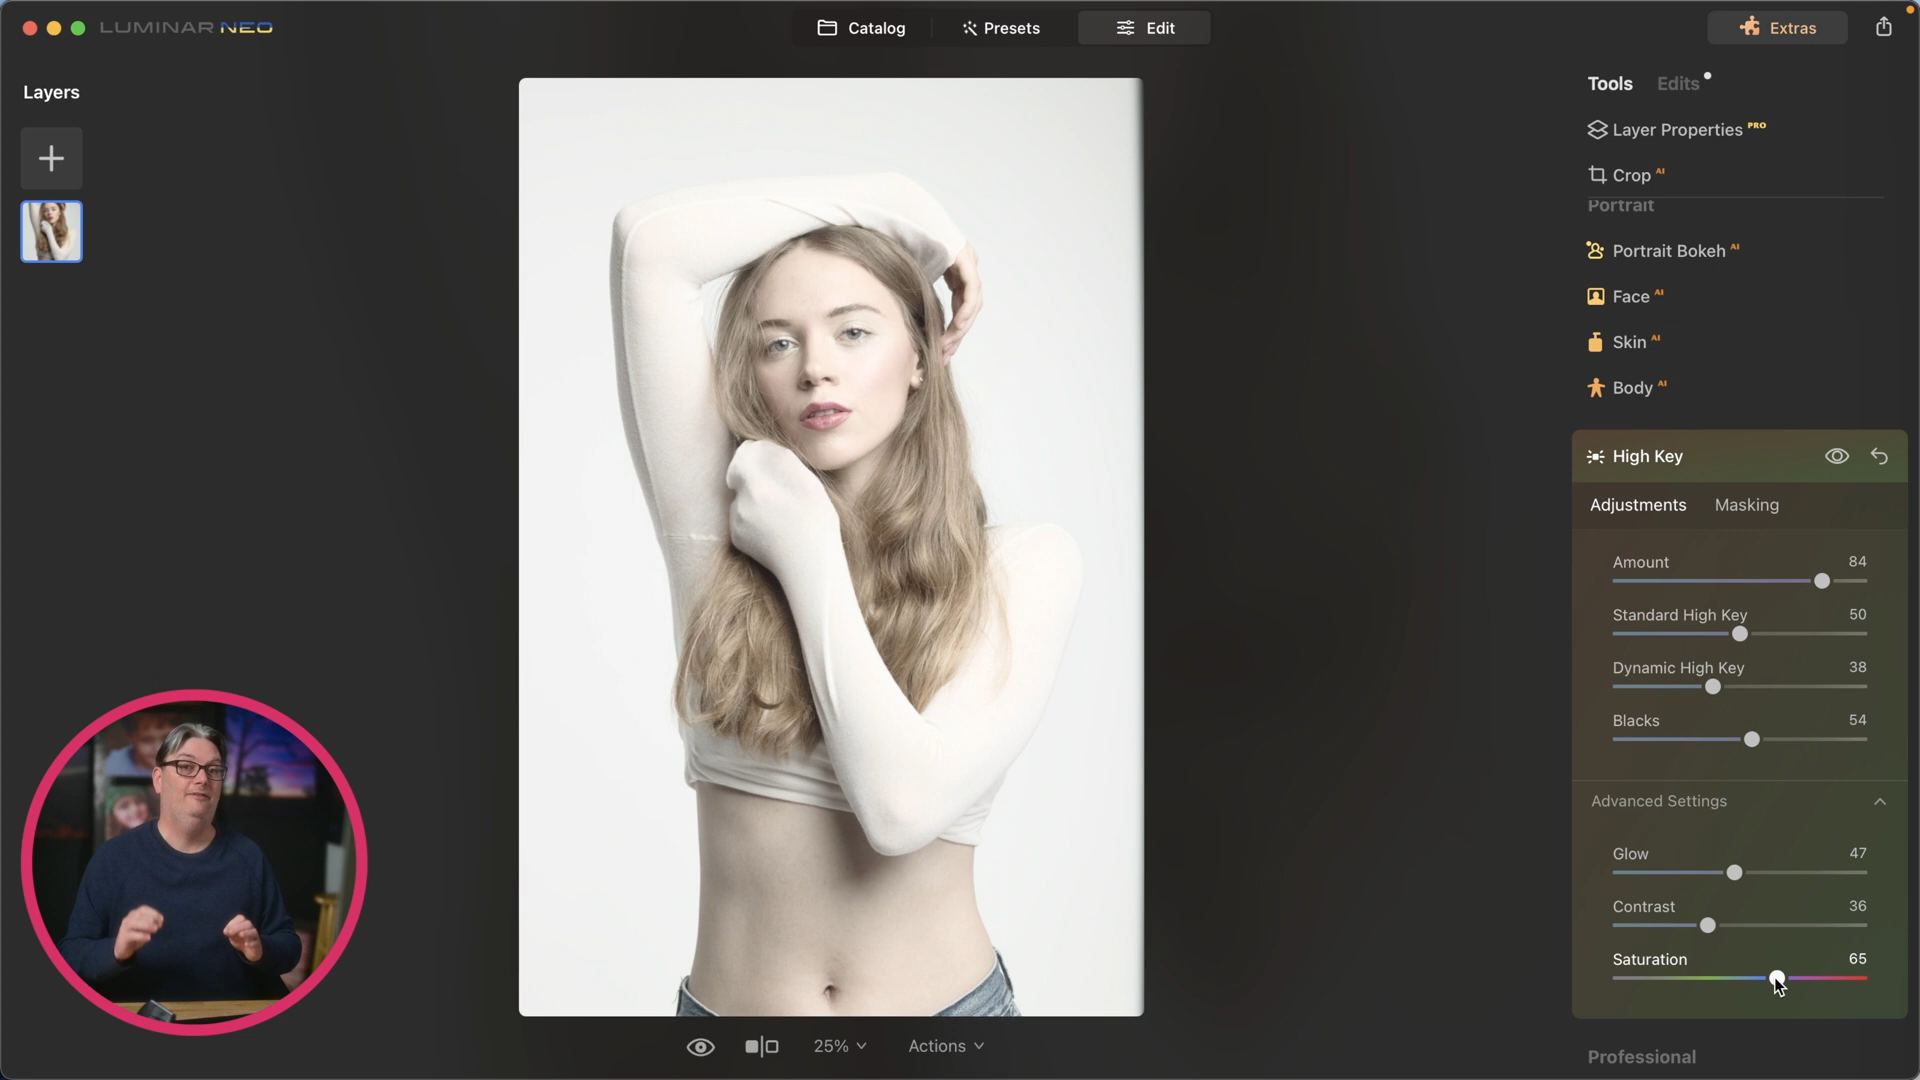 LUMINAR NEO
Catalog
Presets
Edit
Extras
Layers
Tools
Edits
Layer Properties PRO
Crop AI
Portrait
Portrait Bokeh AI
Face AI
Skin AI
Body AI
High Key
Adjustments
Masking
Amount 84
Standard High Key 50
Dynamic High Key 38
Blacks 54
Advanced Settings
Glow 47
Contrast 36
Saturation 65
25%
Actions
Professional